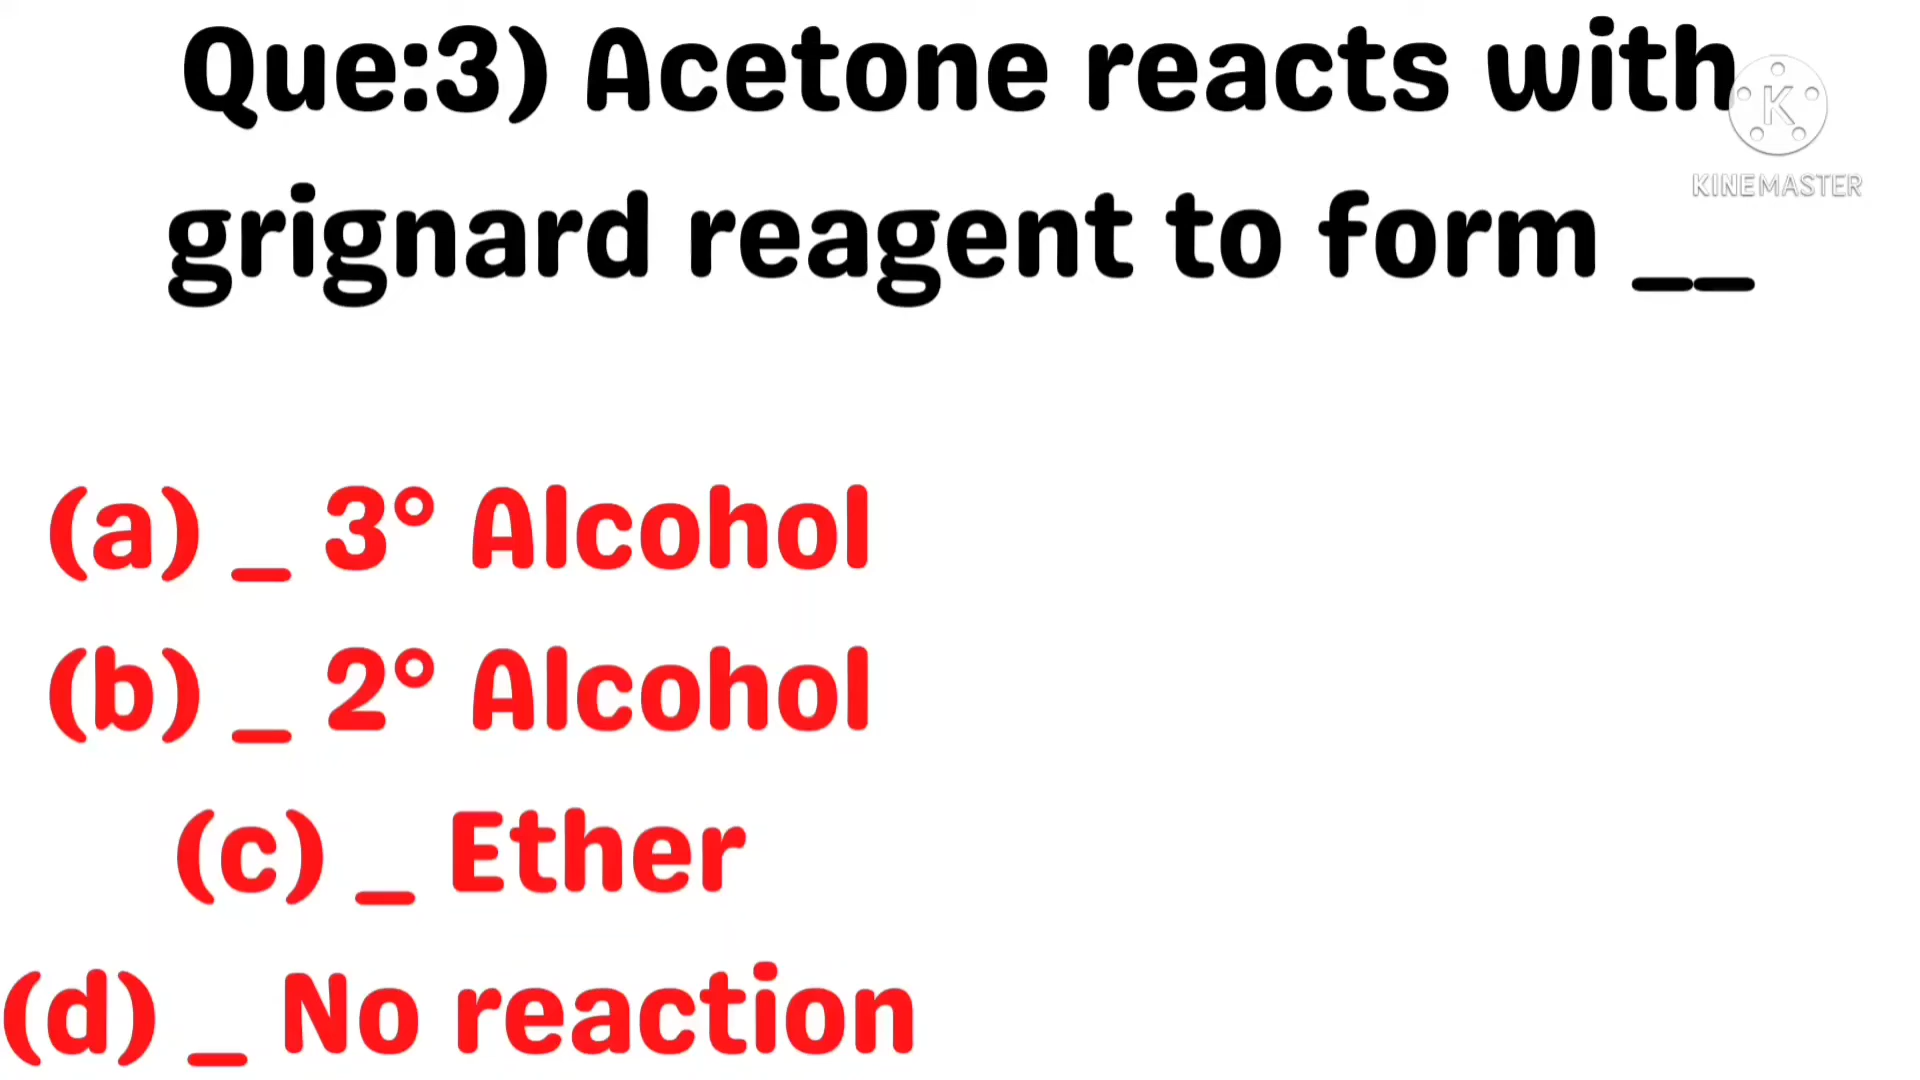 Que:3) Acetone reacts with
K
KINEMASTER
grignard reagent to form __
(a) _ 3° Alcohol
(b) _ 2° Alcohol
(c) _ Ether
(d) _ No reaction